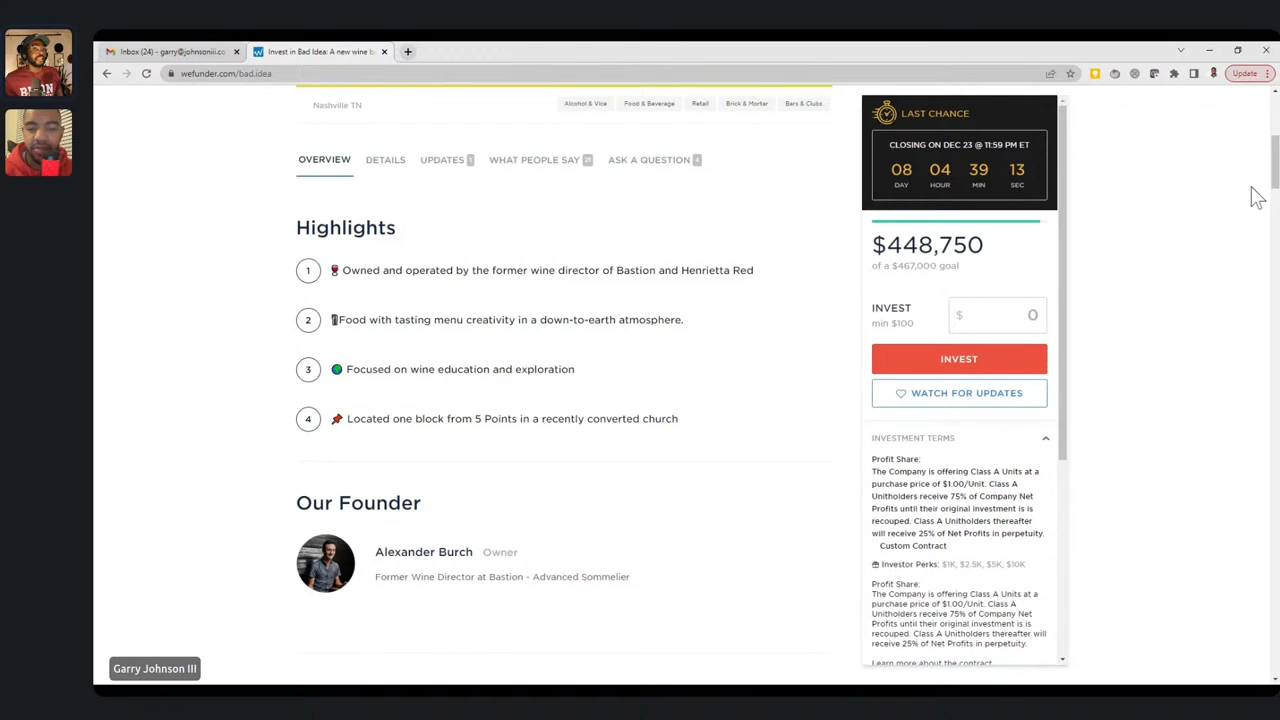 Inbox (24) - garry@johnsoniii.co
Invest in Bad Idea: A new wine b
Update
wefunder.com/bad.idea
Nashville TN
Alcohol & Vice
Food & Beverage
Retail
Brick & Mortar
Bars & Clubs
OVERVIEW
DETAILS
UPDATES
WHAT PEOPLE SAY
ASK A QUESTION
Highlights
1 Owned and operated by the former wine director of Bastion and Henrietta Red
2 Food with tasting menu creativity in a down-to-earth atmosphere.
3 Focused on wine education and exploration
4 Located one block from 5 Points in a recently converted church
Our Founder
Alexander Burch Owner
Former Wine Director at Bastion - Advanced Sommelier
LAST CHANCE
CLOSING ON DEC 23 @ 11:59 PM ET
08 04 39 13
DAY HOUR MIN SEC
$448,750
of a $467,000 goal
INVEST
min $100
$ 0
INVEST
WATCH FOR UPDATES
INVESTMENT TERMS
Profit Share:
The Company is offering Class A Units at a
purchase price of $1.00/Unit. Class A
Unitholders receive 75% of Company Net
Profits until their original investment is is
recouped. Class A Unitholders thereafter
will receive 25% of Net Profits in perpetuity.
Custom Contract
Investor Perks: $1K, $2.5K, $5K, $10K
Profit Share:
The Company is offering Class A Units at a
purchase price of $1.00/Unit. Class A
Unitholders receive 75% of Company Net
Profits until their original investment is is
recouped. Class A Unitholders thereafter will
receive 25% of Net Profits in perpetuity.
Learn more about the contract
Garry Johnson III